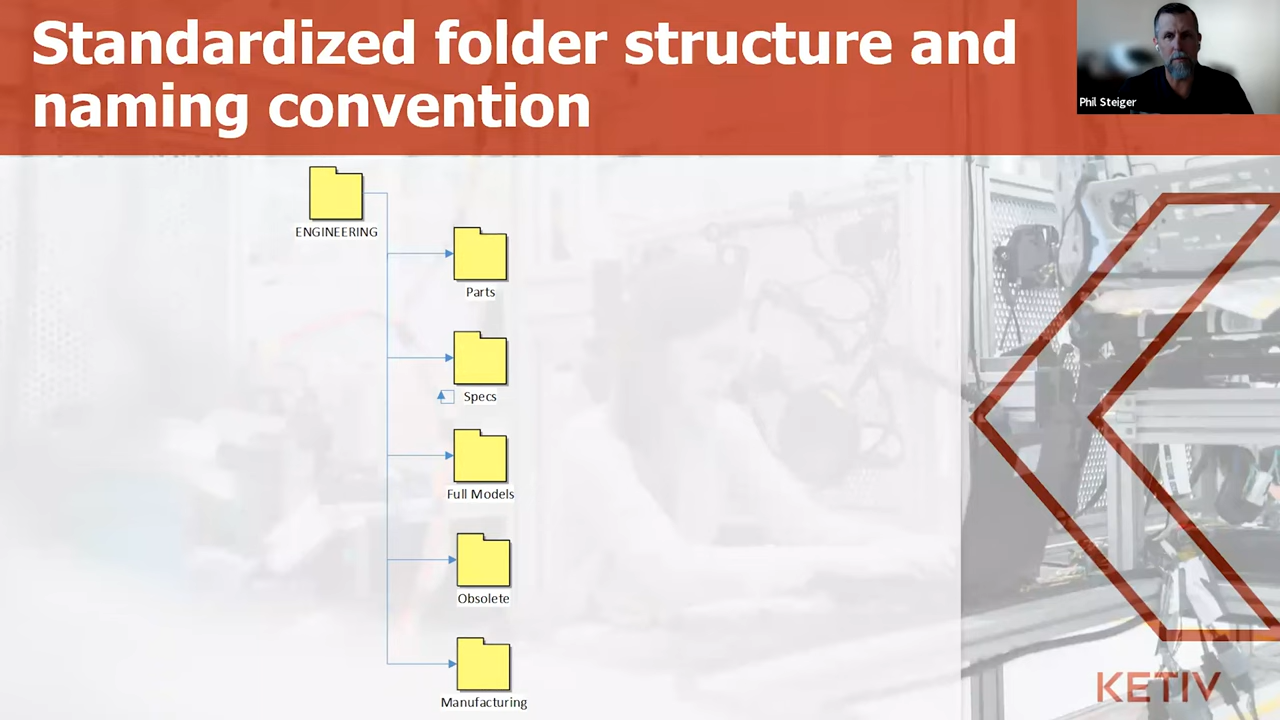 Standardized folder structure and
naming convention
Phil Steiger
ENGINEERING
Parts
Specs
Full Models
Obsolete
Manufacturing
KETIV